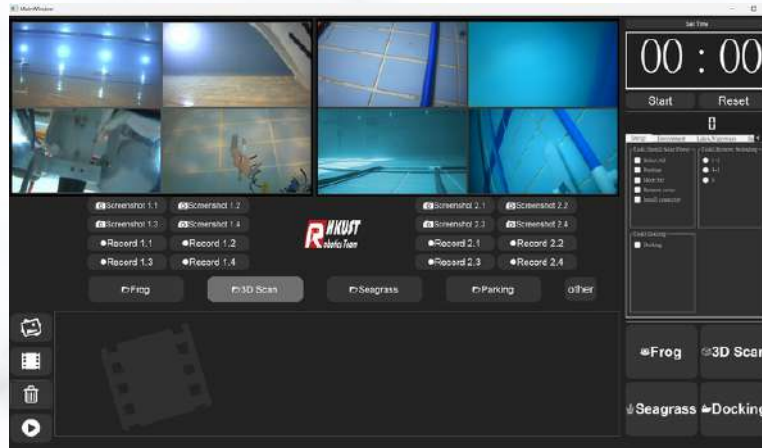 MainWindow
Set Time
00 : 00
Start Reset
0
Screenshot 1.1 Screenshot 1.2 Screenshot 2.1 Screenshot 2.2
Screenshot 1.3 Screenshot 1.4 Screenshot 2.3 Screenshot 2.4
HKUST
Robotics Team
Record 1.1 Record 1.2 Record 2.1 Record 2.2
Record 1.3 Record 1.4 Record 2.3 Record 2.4
Frog 3D Scan Seagrass Parking other
Docking
Frog 3D Scan
Seagrass Docking